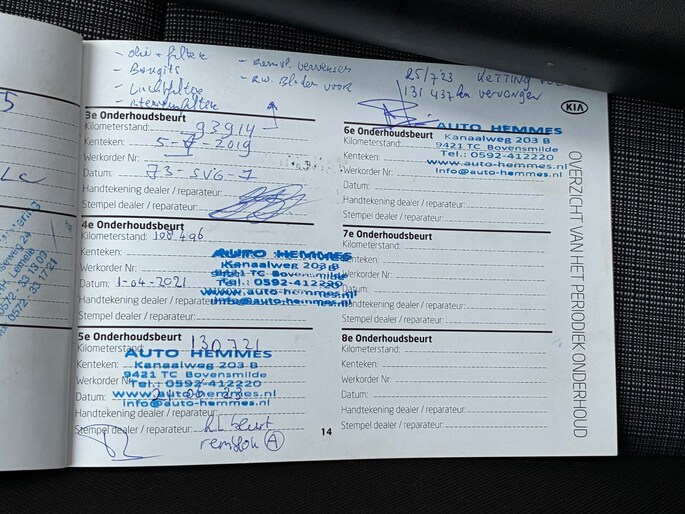 - olie + filter
- Bougies
- Luchtfilter
- Interieurfilter
- remvl. verversen
- RW. Bladen voor
25/7 '23 KETTING
131 437 km vervangen
KIA
OVERZICHT VAN HET PERIODIEK ONDERHOUD
3e Onderhoudsbeurt
Kilometerstand: 93914
Kenteken: 5-7-2019
Werkorder Nr:
Datum: 73-SVG-7
Handtekening dealer / reparateur:
Stempel dealer / reparateur:
4e Onderhoudsbeurt
Kilometerstand: 108 496
Kenteken:
Werkorder Nr:
Datum: 1-04-2021
Handtekening dealer / reparateur:
Stempel dealer / reparateur:
AUTO HEMMES
Kanaalweg 203 B
9421 TC Bovensmilde
Tel.: 0592-412220
www.auto-hemmes.nl
info@auto-hemmes.nl
5e Onderhoudsbeurt
Kilometerstand: 130721
Kenteken:
Werkorder Nr:
Datum:
Handtekening dealer / reparateur:
Stempel dealer / reparateur: kl beurt
remblok (A)
AUTO HEMMES
Kanaalweg 203 B
9421 TC Bovensmilde
Tel.: 0592-412220
www.auto-hemmes.nl
info@auto-hemmes.nl
14
6e Onderhoudsbeurt
Kilometerstand:
Kenteken:
Werkorder Nr:
Datum:
Handtekening dealer / reparateur:
Stempel dealer / reparateur:
AUTO HEMMES
Kanaalweg 203 B
9421 TC Bovensmilde
Tel.: 0592-412220
www.auto-hemmes.nl
info@auto-hemmes.nl
7e Onderhoudsbeurt
Kilometerstand:
Kenteken:
Werkorder Nr:
Datum:
Handtekening dealer / reparateur:
Stempel dealer / reparateur:
8e Onderhoudsbeurt
Kilometerstand:
Kenteken:
Werkorder Nr:
Datum:
Handtekening dealer / reparateur:
Stempel dealer / reparateur: